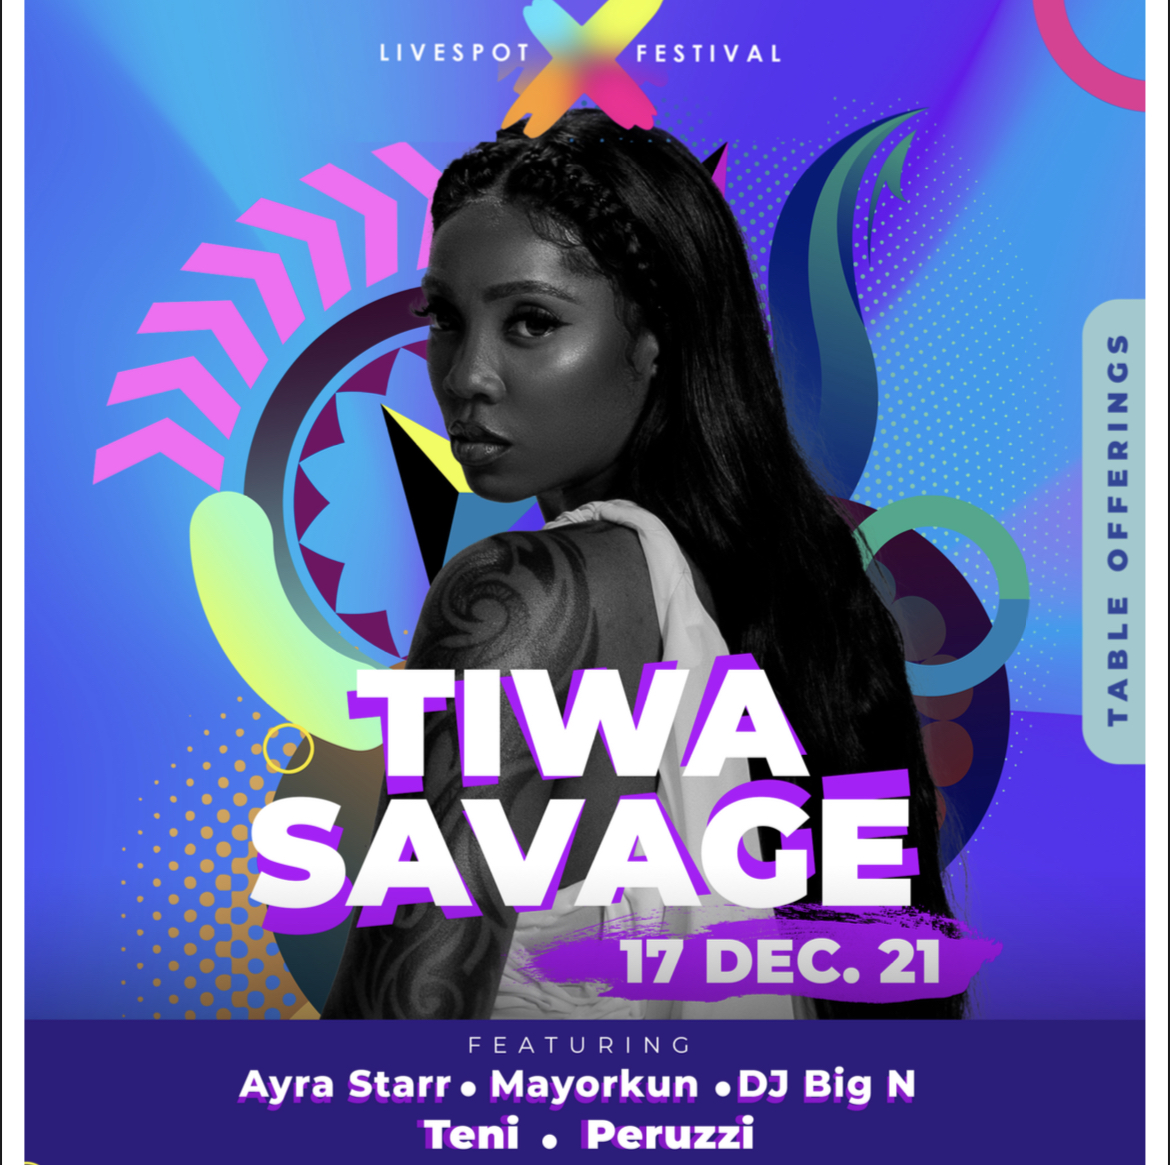 LIVESPOT X FESTIVAL
TABLE OFFERINGS
TIWA
SAVAGE
17 DEC. 21
FEATURING
Ayra Starr • Mayorkun • DJ Big N
Teni . Peruzzi